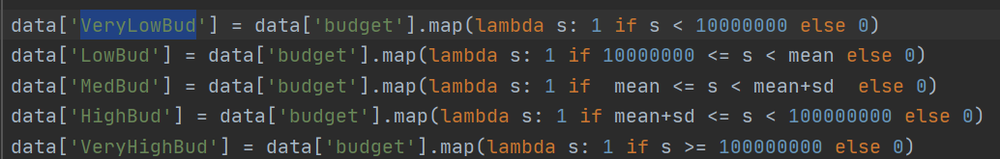 data['VeryLowBud'] = data['budget'].map(lambda s: 1 if s < 10000000 else 0)
data['LowBud'] = data['budget'].map(lambda s: 1 if 10000000 <= s < mean else 0)
data['MedBud'] = data['budget'].map(lambda s: 1 if  mean <= s < mean+sd  else 0)
data['HighBud'] = data['budget'].map(lambda s: 1 if mean+sd <= s < 100000000 else 0)
data['VeryHighBud'] = data['budget'].map(lambda s: 1 if s >= 100000000 else 0)